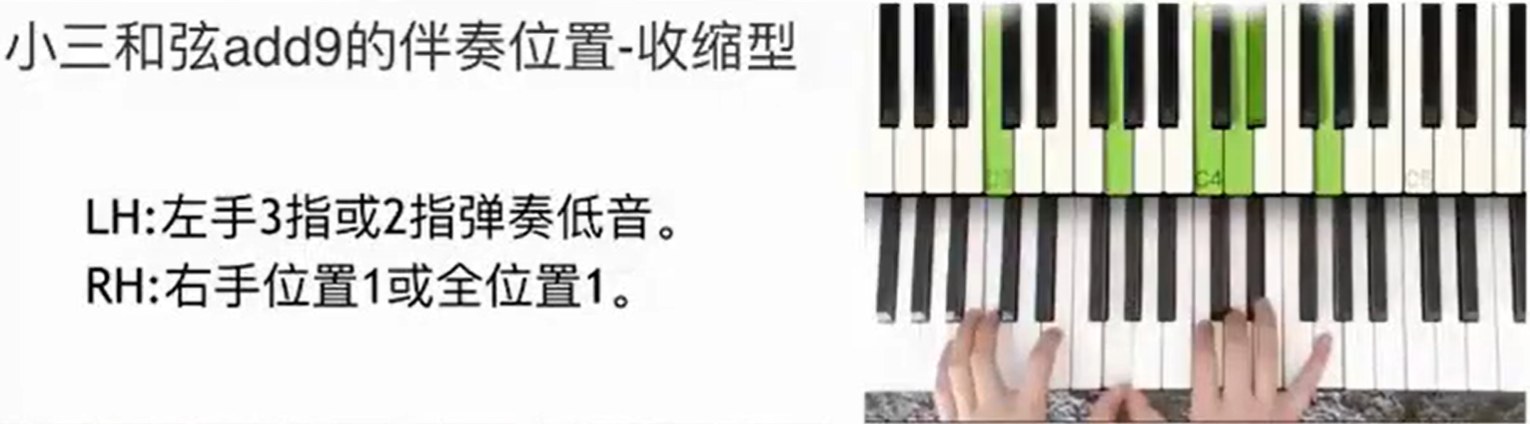 小三和弦add9的伴奏位置-收缩型
LH:左手3指或2指弹奏低音。
RH:右手位置1或全位置1。
C3
C4
C5